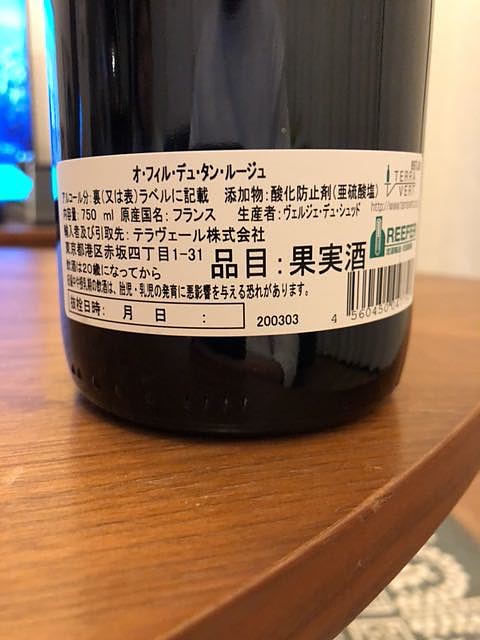 オ・フィル・デュ・タン・ルージュ
アルコール分:裏(又は表)ラベルに記載 添加物:酸化防止剤(亜硫酸塩)
内容量:750 ml 原産国名:フランス 生産者:ヴェルジェ・デュ・シュッド
輸入者及び引取先:テラヴェール株式会社
東京都港区赤坂四丁目1-31
品目:果実酒
飲酒は20歳になってから
妊娠中や授乳期の飲酒は、胎児・乳児の発育に悪影響を与える恐れがあります。
抜栓日時: 月 日 :
200303
TERRA
VERT
http://www.
REEFER
4 560450